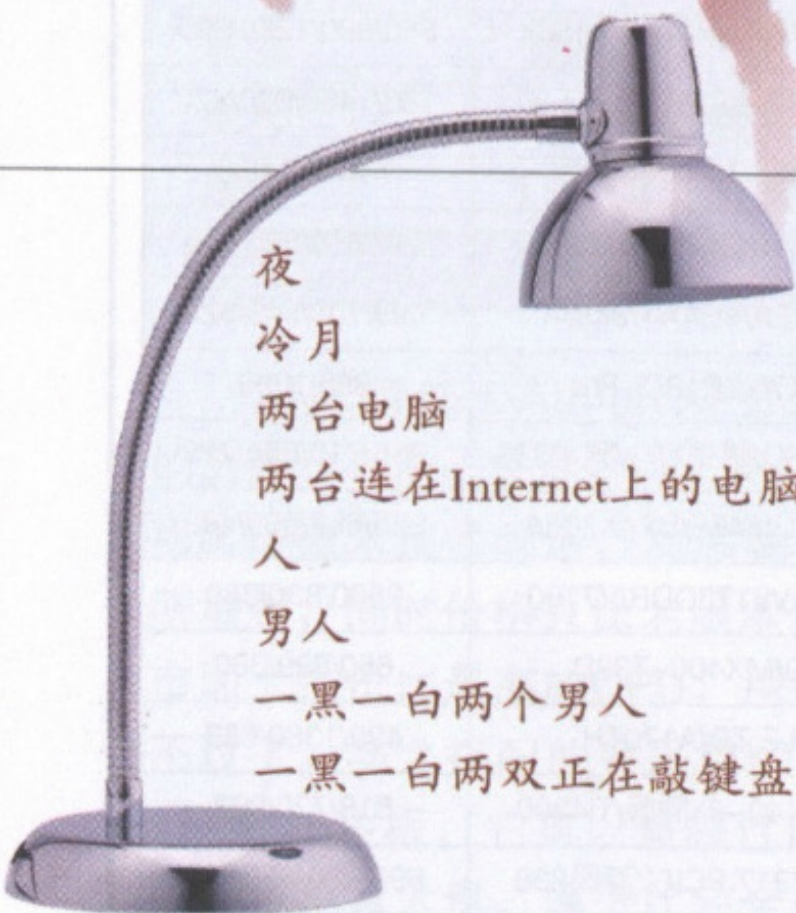 夜
冷月
两台电脑
两台连在Internet上的电脑
人
男人
一黑一白两个男人
一黑一白两双正在敲键盘